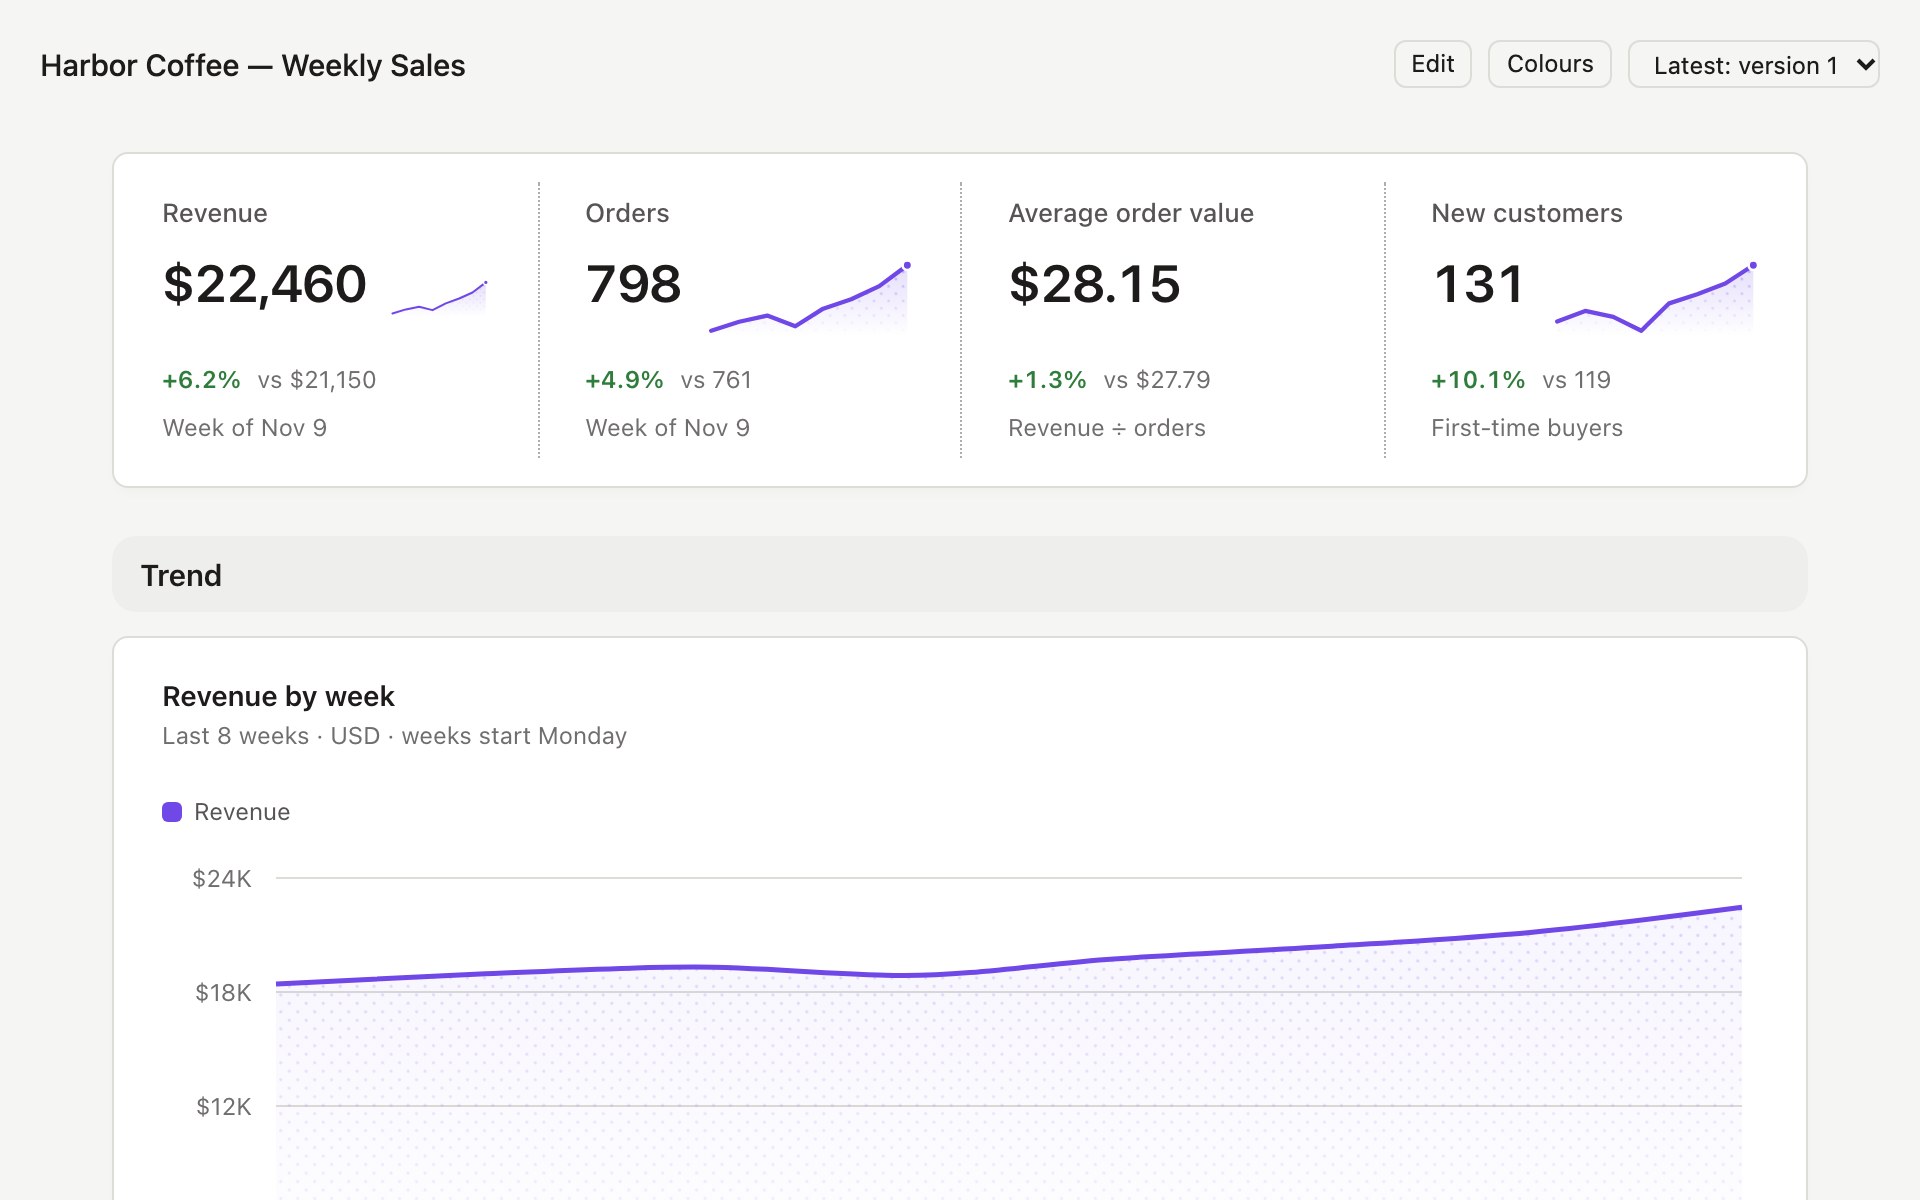 Harbor Coffee — Weekly Sales
Edit
Colours
Latest: version 1
Revenue
$22,460
+6.2% vs $21,150
Week of Nov 9
Orders
798
+4.9% vs 761
Week of Nov 9
Average order value
$28.15
+1.3% vs $27.79
Revenue ÷ orders
New customers
131
+10.1% vs 119
First-time buyers
Trend
Revenue by week
Last 8 weeks · USD · weeks start Monday
Revenue
$24K
$18K
$12K